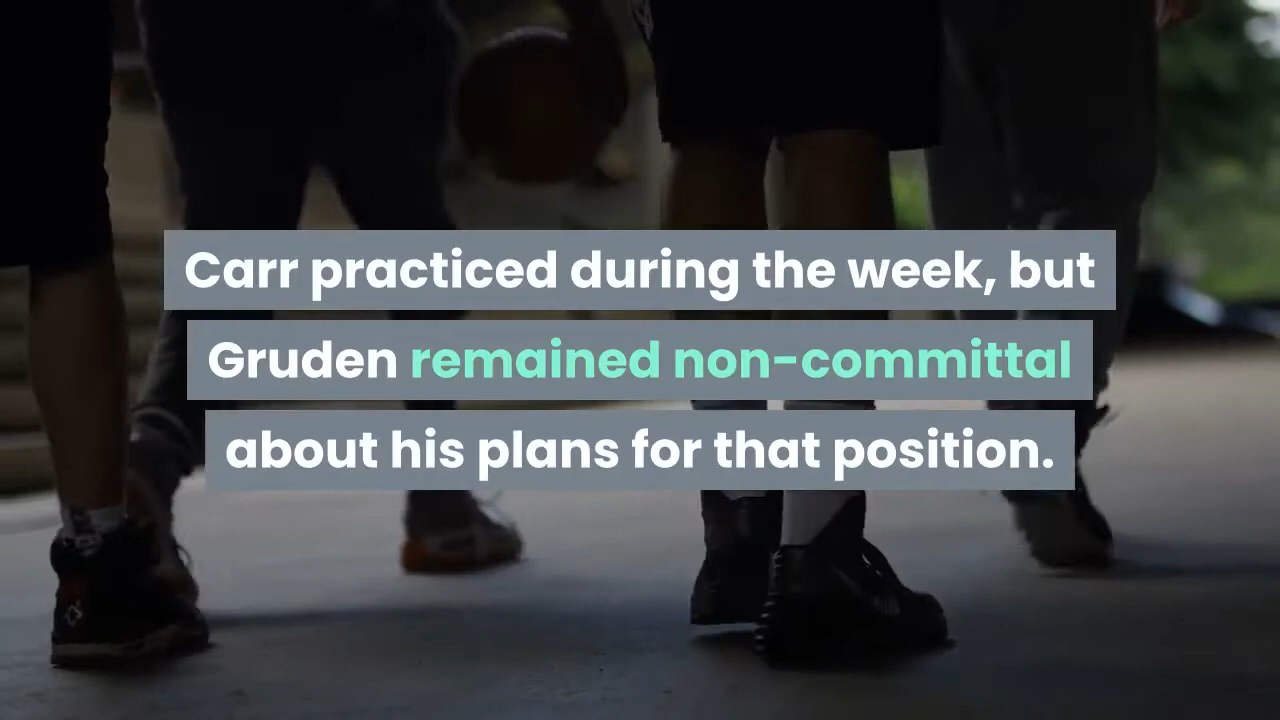 Carr practiced during the week, but
Gruden remained non-committal
about his plans for that position.